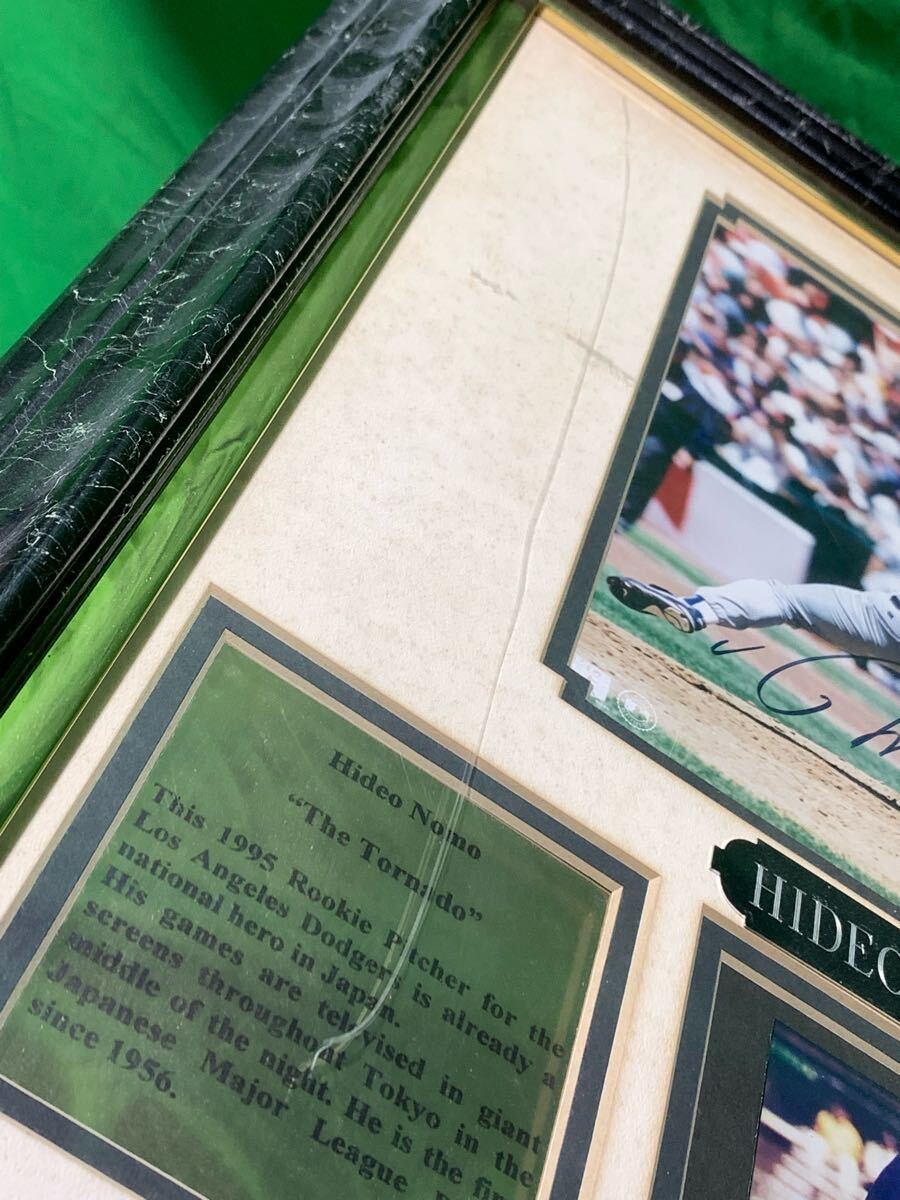 Hideo Nomo
“The Tornado”
This 1995 Rookie Pitcher for the
Los Angeles Dodgers is already a
national hero in Japan.
His games are televised in giant
screens throughout Tokyo in the
middle of the night. He is the
Japanese Major League
since 1956.
HIDEO